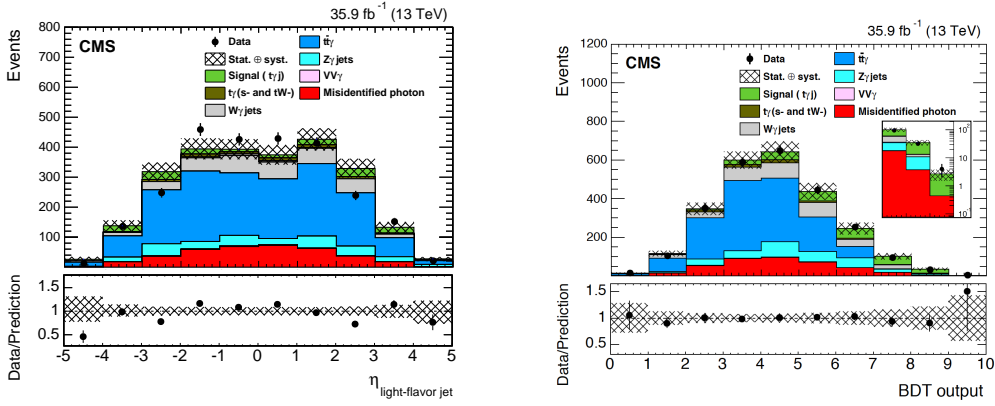 35.9 fb⁻¹ (13 TeV)
CMS
Events
Data
Stat. ⊕ syst.
Signal ( tγj)
tγ(s- and tW-)
Wγjets
tt̄γ
Zγjets
VVγ
Misidentified photon
800
700
600
500
400
300
200
100
Data/Prediction
1.5
1
0.5
-5 -4 -3 -2 -1 0 1 2 3 4 5
η light-flavor jet
35.9 fb⁻¹ (13 TeV)
CMS
Events
Data
Stat. ⊕ syst.
Signal ( tγj)
tγ(s- and tW-)
Wγjets
tt̄γ
Zγjets
VVγ
Misidentified photon
1200
1000
800
600
400
200
10²
10
1
10⁻¹
Data/Prediction
1.5
1
0.5
0 1 2 3 4 5 6 7 8 9 10
BDT output